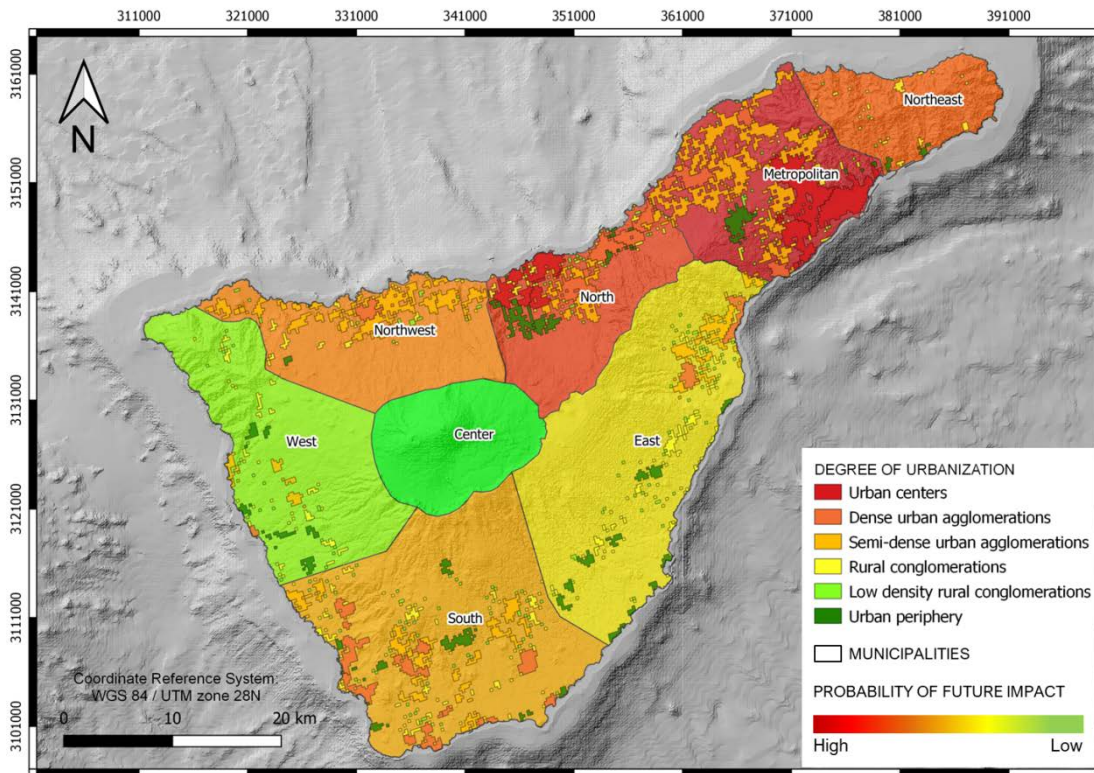 311000 321000 331000 341000 351000 361000 371000 381000 391000
3161000
3151000
3141000
3131000
3121000
3111000
3101000
N
Northeast
Metropolitan
North
Northwest
West
Center
East
South
Coordinate Reference System:
WGS 84 / UTM zone 28N
0 10 20 km
DEGREE OF URBANIZATION
Urban centers
Dense urban agglomerations
Semi-dense urban agglomerations
Rural conglomerations
Low density rural conglomerations
Urban periphery
MUNICIPALITIES
PROBABILITY OF FUTURE IMPACT
High Low